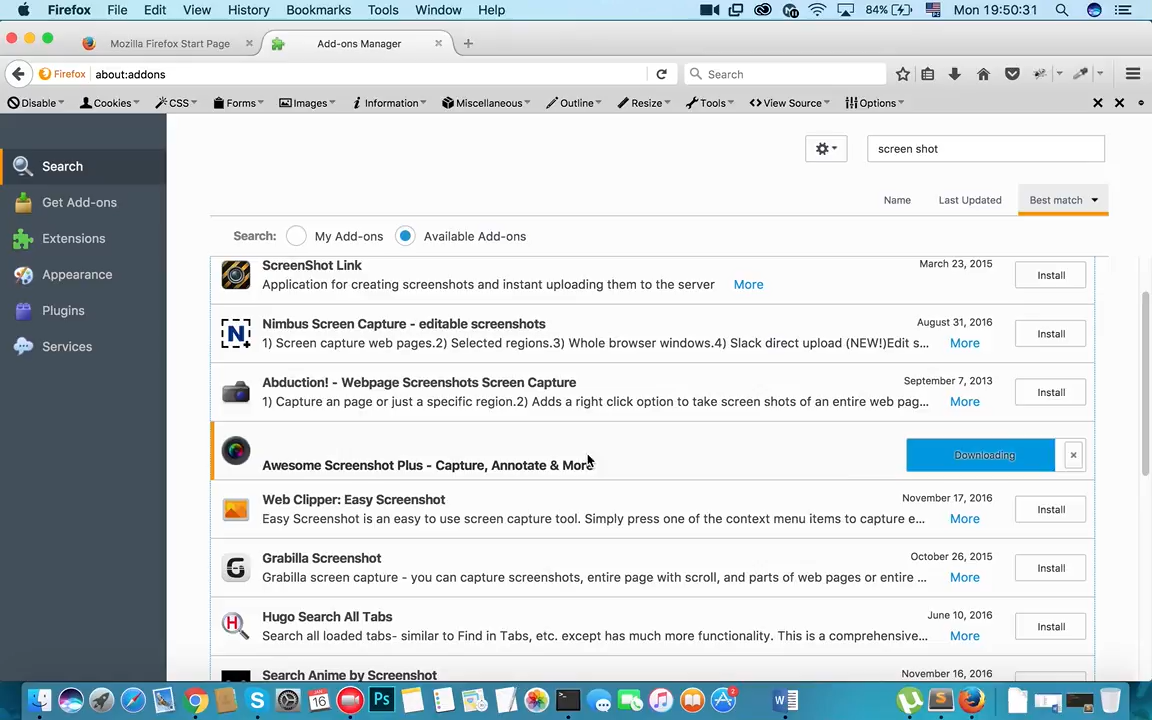 Firefox File Edit View History Bookmarks Tools Window Help 84% Mon 19:50:31
Mozilla Firefox Start Page Add-ons Manager
Firefox about:addons Search
Disable Cookies CSS Forms Images Information Miscellaneous Outline Resize Tools View Source Options
screen shot
Search
Get Add-ons
Extensions
Appearance
Plugins
Services
Name Last Updated Best match
Search: My Add-ons Available Add-ons
ScreenShot Link March 23, 2015 Install
Application for creating screenshots and instant uploading them to the server More
Nimbus Screen Capture - editable screenshots August 31, 2016 Install
1) Screen capture web pages.2) Selected regions.3) Whole browser windows.4) Slack direct upload (NEW!)Edit s... More
Abduction! - Webpage Screenshots Screen Capture September 7, 2013 Install
1) Capture an page or just a specific region.2) Adds a right click option to take screen shots of an entire web pag... More
Awesome Screenshot Plus - Capture, Annotate & More Downloading
Web Clipper: Easy Screenshot November 17, 2016 Install
Easy Screenshot is an easy to use screen capture tool. Simply press one of the context menu items to capture e... More
Grabilla Screenshot October 26, 2015 Install
Grabilla screen capture - you can capture screenshots, entire page with scroll, and parts of web pages or entire ... More
Hugo Search All Tabs June 10, 2016 Install
Search all loaded tabs- similar to Find in Tabs, etc. except has much more functionality. This is a comprehensive... More
Search Anime by Screenshot November 16, 2016